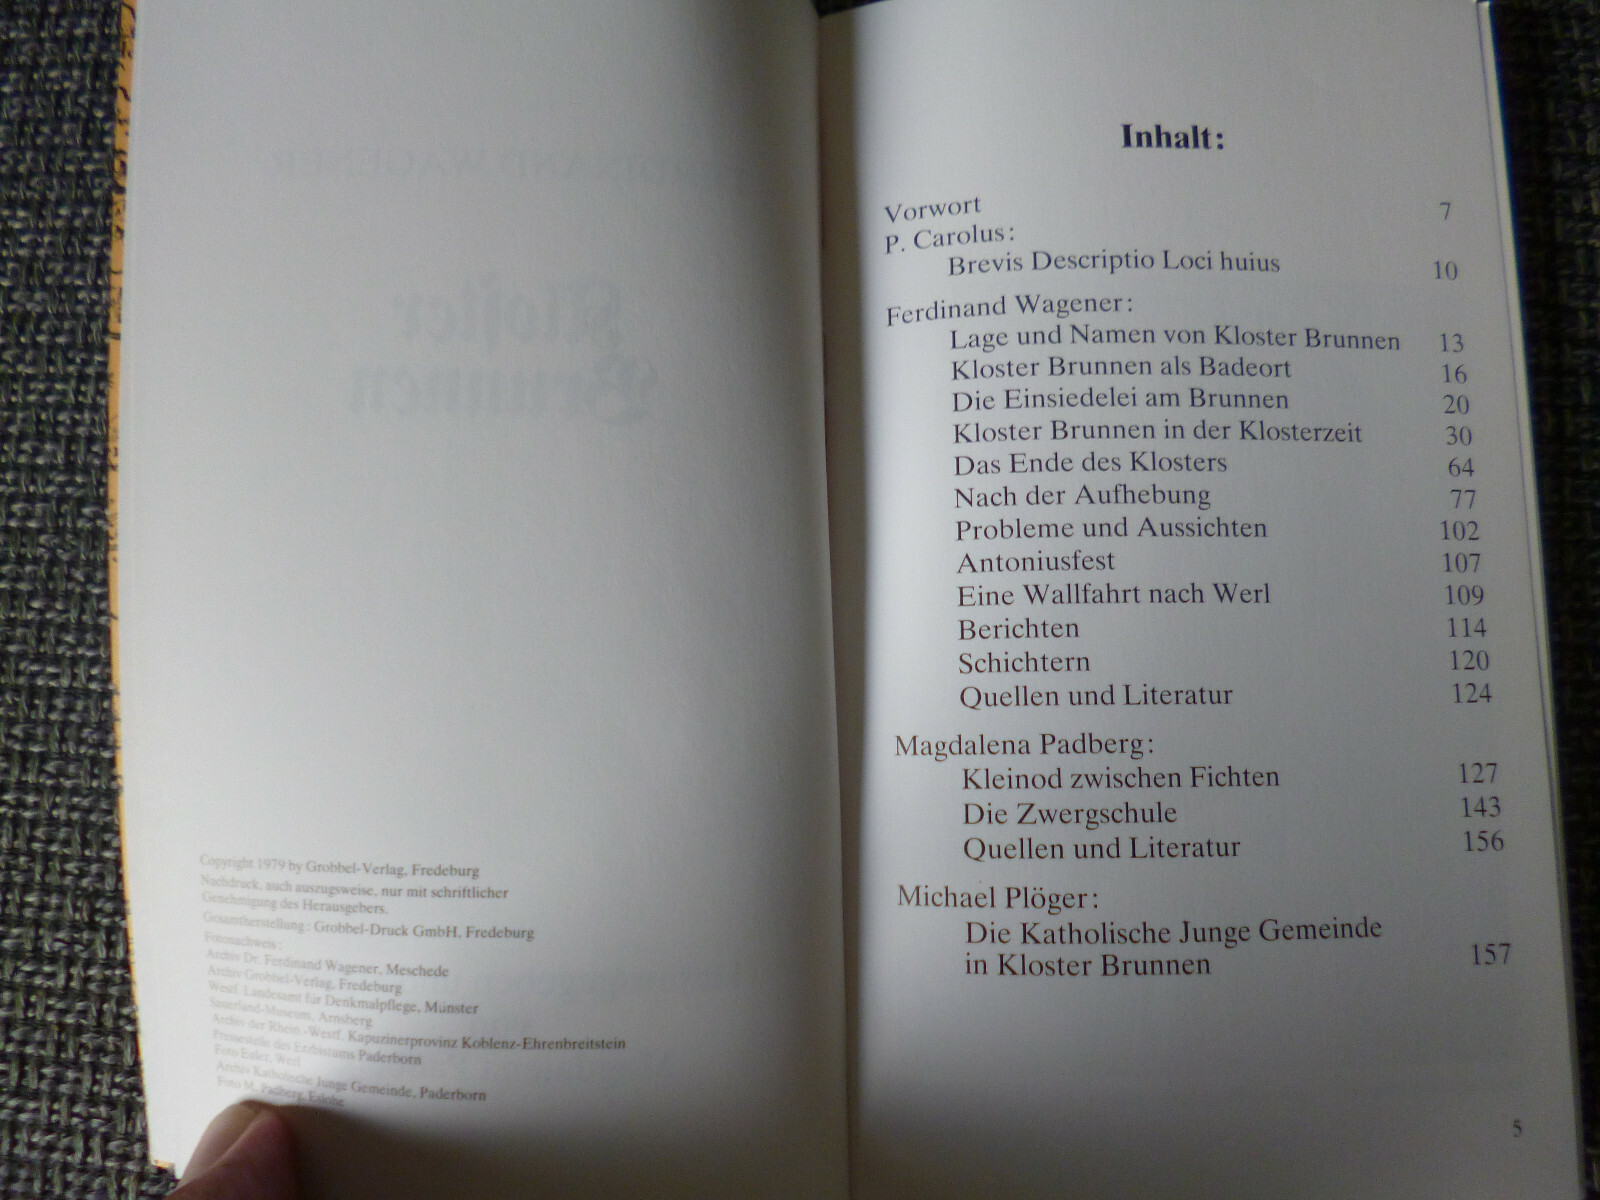 Copyright 1979 by Grobbel-Verlag, Fredeburg
Nachdruck, auch auszugsweise, nur mit schriftlicher
Genehmigung des Herausgebers.
Gesamtherstellung: Grobbel-Druck GmbH, Fredeburg
Fotonachweis:
Archiv Dr. Ferdinand Wagener, Meschede
Archiv Grobbel-Verlag, Fredeburg
Westf. Landesamt für Denkmalpflege, Münster
Sauerland-Museum, Arnsberg
Archiv der Rhein.-Westf. Kapuzinerprovinz Koblenz-Ehrenbreitstein
Pressestelle des Erzbistums Paderborn
Foto Euler, Werl
Archiv Katholische Junge Gemeinde, Paderborn
Foto M. Padberg, Eslohe
Inhalt:
Vorwort 7
P. Carolus:
Brevis Descriptio Loci huius 10
Ferdinand Wagener:
Lage und Namen von Kloster Brunnen 13
Kloster Brunnen als Badeort 16
Die Einsiedelei am Brunnen 20
Kloster Brunnen in der Klosterzeit 30
Das Ende des Klosters 64
Nach der Aufhebung 77
Probleme und Aussichten 102
Antoniusfest 107
Eine Wallfahrt nach Werl 109
Berichten 114
Schichtern 120
Quellen und Literatur 124
Magdalena Padberg:
Kleinod zwischen Fichten 127
Die Zwergschule 143
Quellen und Literatur 156
Michael Plöger:
Die Katholische Junge Gemeinde
in Kloster Brunnen 157
5